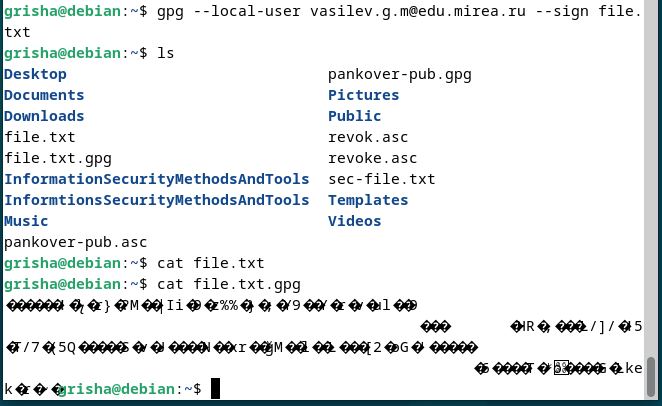 grisha@debian:~$ gpg --local-user vasilev.g.m@edu.mirea.ru --sign file.
txt
grisha@debian:~$ ls
Desktop pankover-pub.gpg
Documents Pictures
Downloads Public
file.txt revok.asc
file.txt.gpg revoke.asc
InformationSecurityMethodsAndTools sec-file.txt
InformtionsSecurityMethodsAndTools Templates
Music Videos
pankover-pub.asc
grisha@debian:~$ cat file.txt
grisha@debian:~$ cat file.txt.gpg
grisha@debian:~$